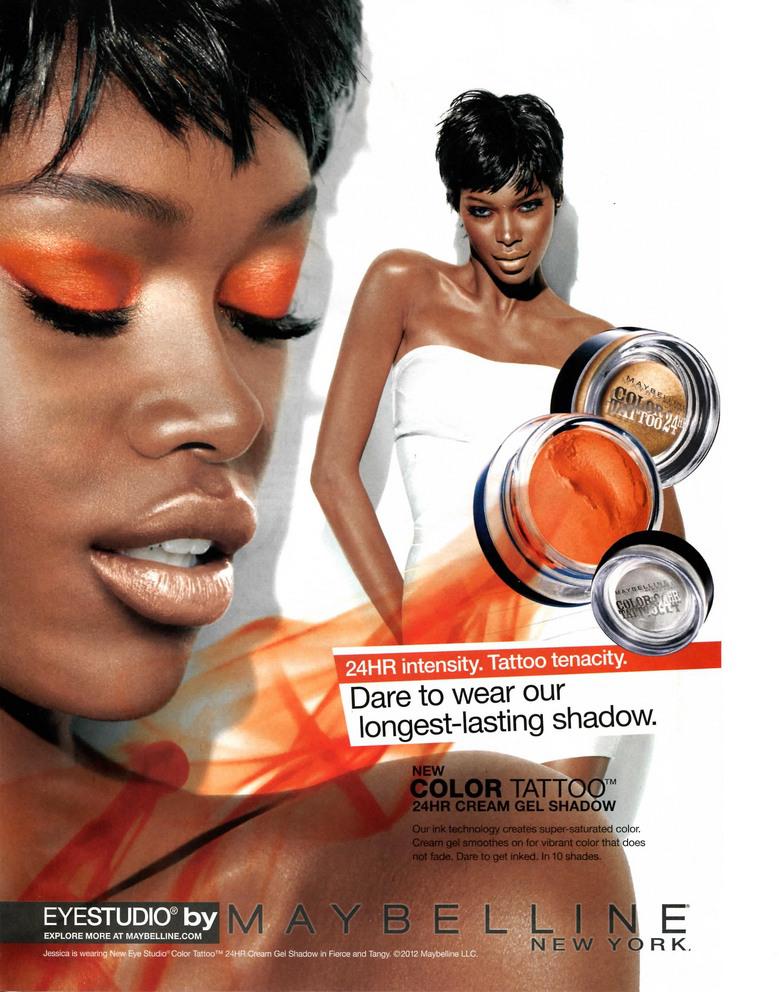 MAYBELLINE
COLOR
TATTOO 24HR
MAYBELLINE
COLOR 24HR
TATTOO
24HR intensity. Tattoo tenacity.
Dare to wear our
longest-lasting shadow.
NEW
COLOR TATTOO™
24HR CREAM GEL SHADOW
Our ink technology creates super-saturated color.
Cream gel smoothes on for vibrant color that does
not fade. Dare to get inked. In 10 shades.
EYESTUDIO® by MAYBELLINE®
EXPLORE MORE AT MAYBELLINE.COM
NEW YORK.
Jessica is wearing New Eye Studio® Color Tattoo™ 24HR Cream Gel Shadow in Fierce and Tangy. ©2012 Maybelline LLC.